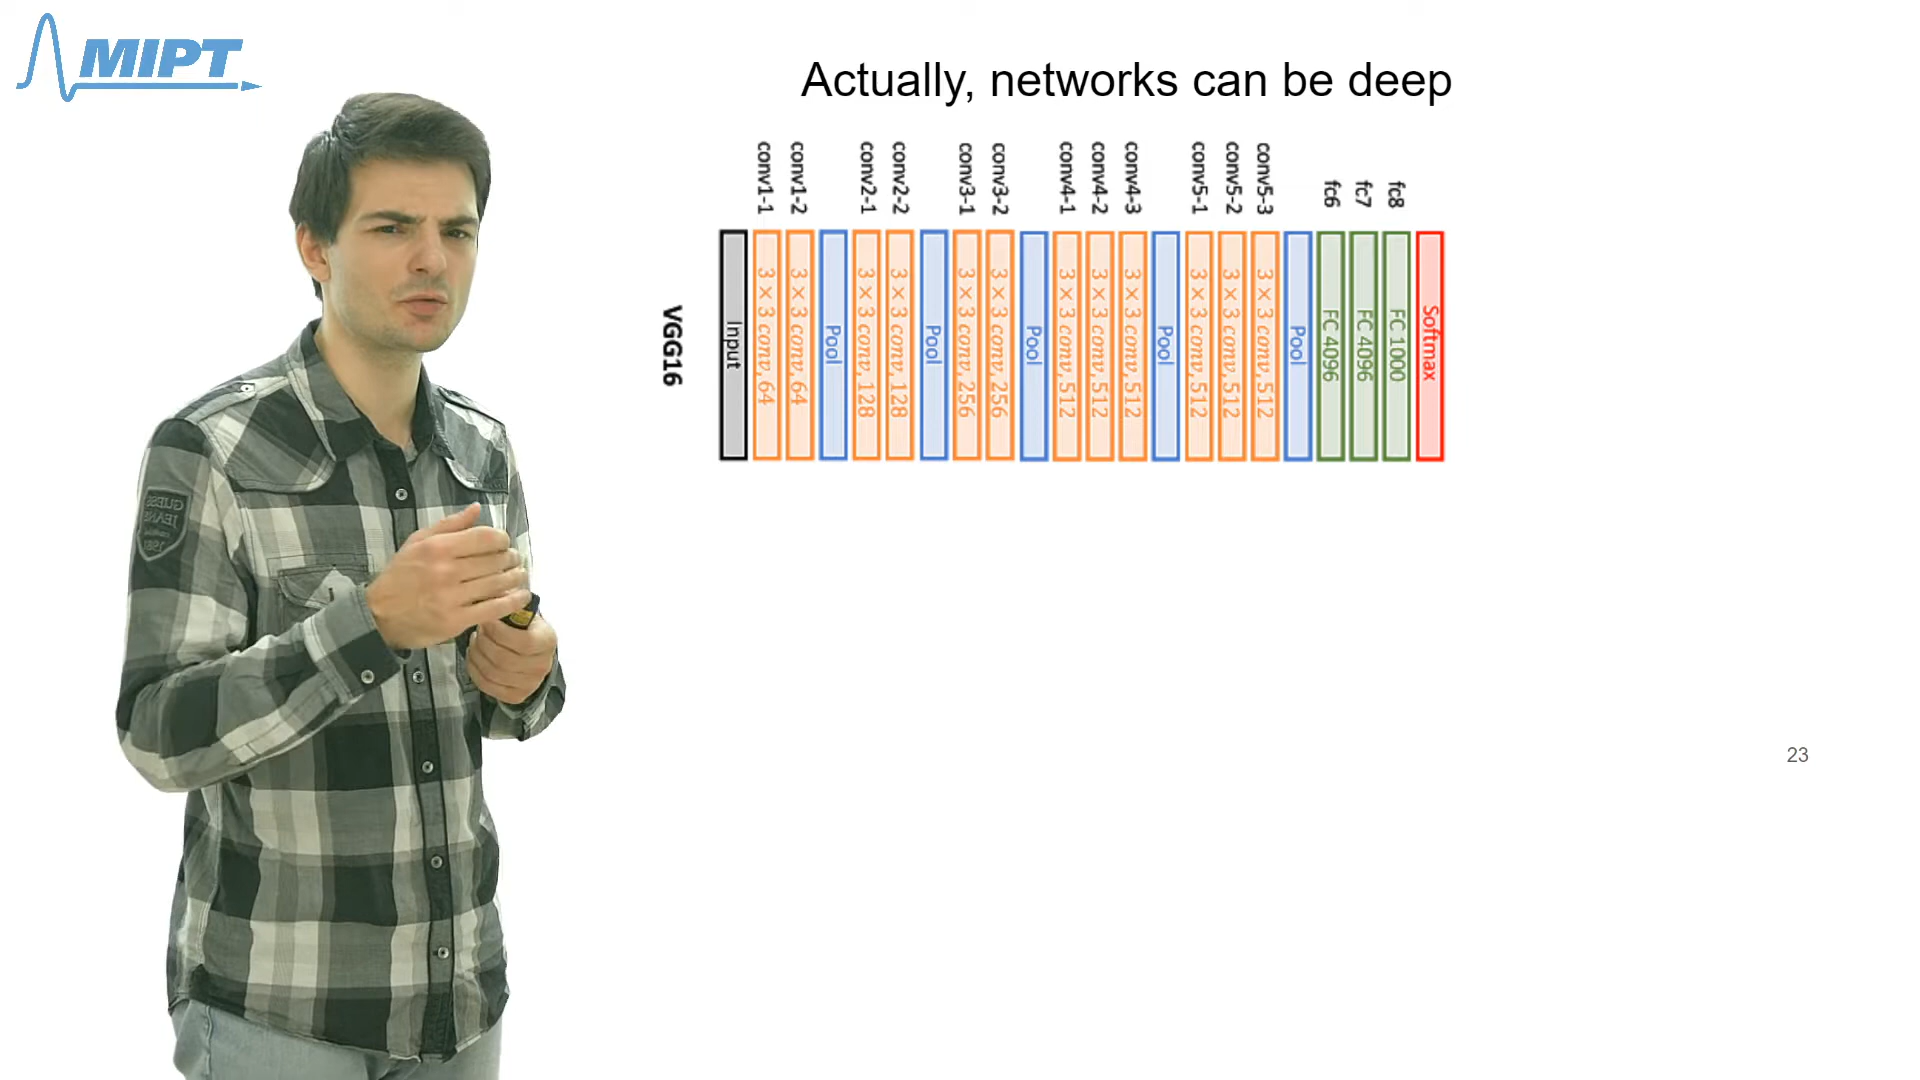 MIPT
Actually, networks can be deep
conv1-1
conv1-2
conv2-1
conv2-2
conv3-1
conv3-2
conv4-1
conv4-2
conv4-3
conv5-1
conv5-2
conv5-3
fc6
fc7
fc8
VGG16
Input
3 × 3 conv, 64
3 × 3 conv, 64
Pool
3 × 3 conv, 128
3 × 3 conv, 128
Pool
3 × 3 conv, 256
3 × 3 conv, 256
Pool
3 × 3 conv, 512
3 × 3 conv, 512
3 × 3 conv, 512
Pool
3 × 3 conv, 512
3 × 3 conv, 512
3 × 3 conv, 512
Pool
FC 4096
FC 4096
FC 1000
Softmax
GUESS
JEANS
1981
23